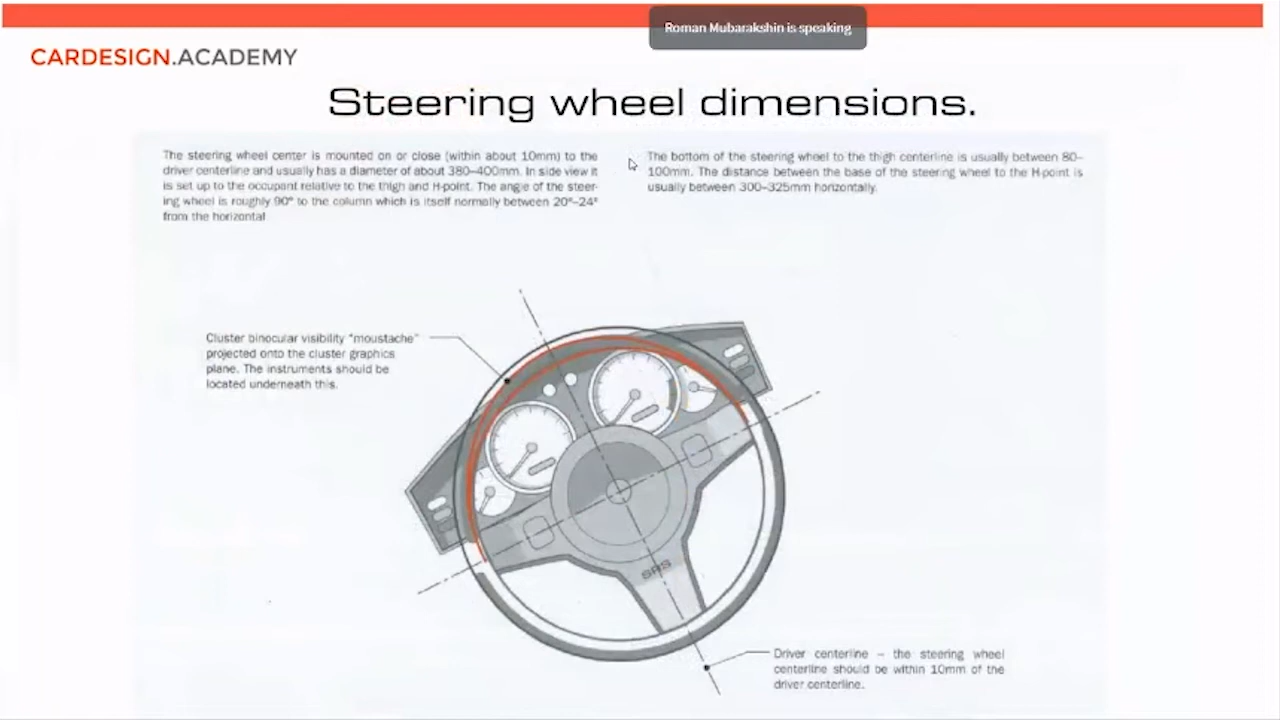 Roman Mubarakshin is speaking
CARDESIGN.ACADEMY
Steering wheel dimensions.
The steering wheel center is mounted on or close (within about 10mm) to the
driver centerline and usually has a diameter of about 380–400mm. In side view it
is set up to the occupant relative to the thigh and H-point. The angle of the steer-
ing wheel is roughly 90° to the column which is itself normally between 20°–24°
from the horizontal
The bottom of the steering wheel to the thigh centerline is usually between 80–
100mm. The distance between the base of the steering wheel to the H-point is
usually between 300–325mm horizontally.
Cluster binocular visibility "moustache"
projected onto the cluster graphics
plane. The instruments should be
located underneath this.
SRS
Driver centerline – the steering wheel
centerline should be within 10mm of the
driver centerline.